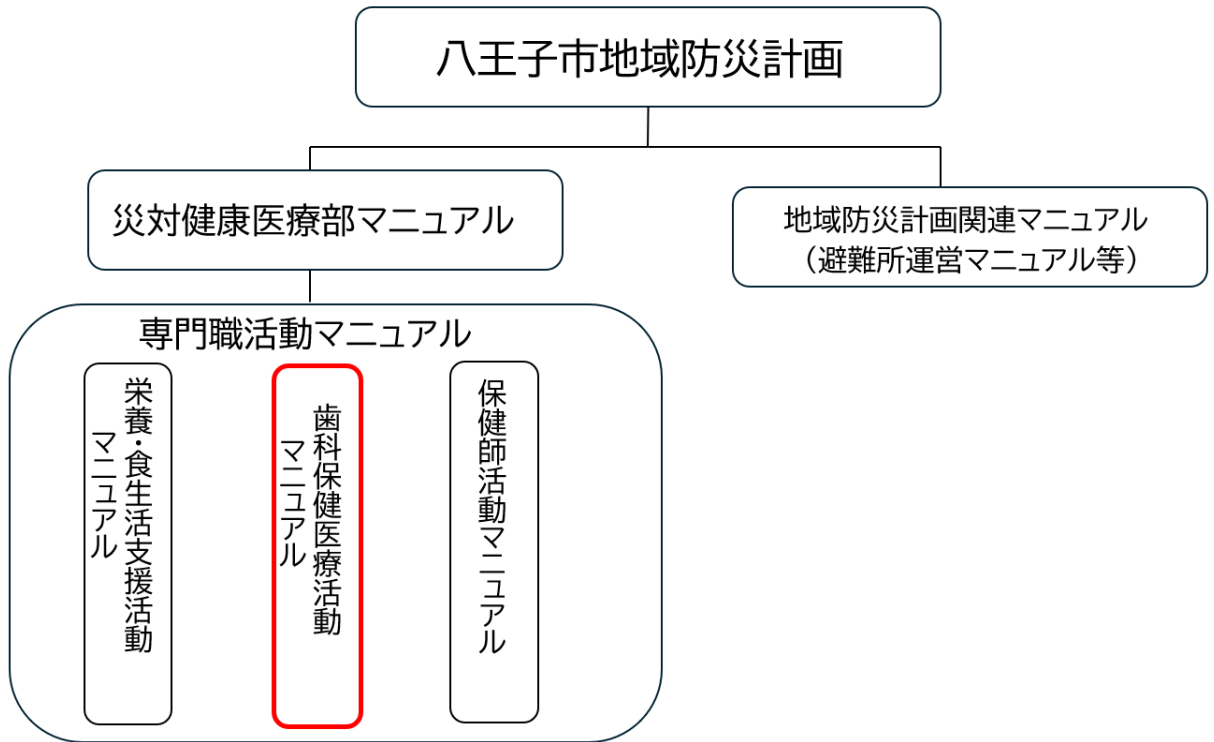 八王子市地域防災計画
災対健康医療部マニュアル
地域防災計画関連マニュアル
（避難所運営マニュアル等）
専門職活動マニュアル
栄養・食生活支援活動
マニュアル
歯科保健医療活動
マニュアル
保健師活動マニュアル